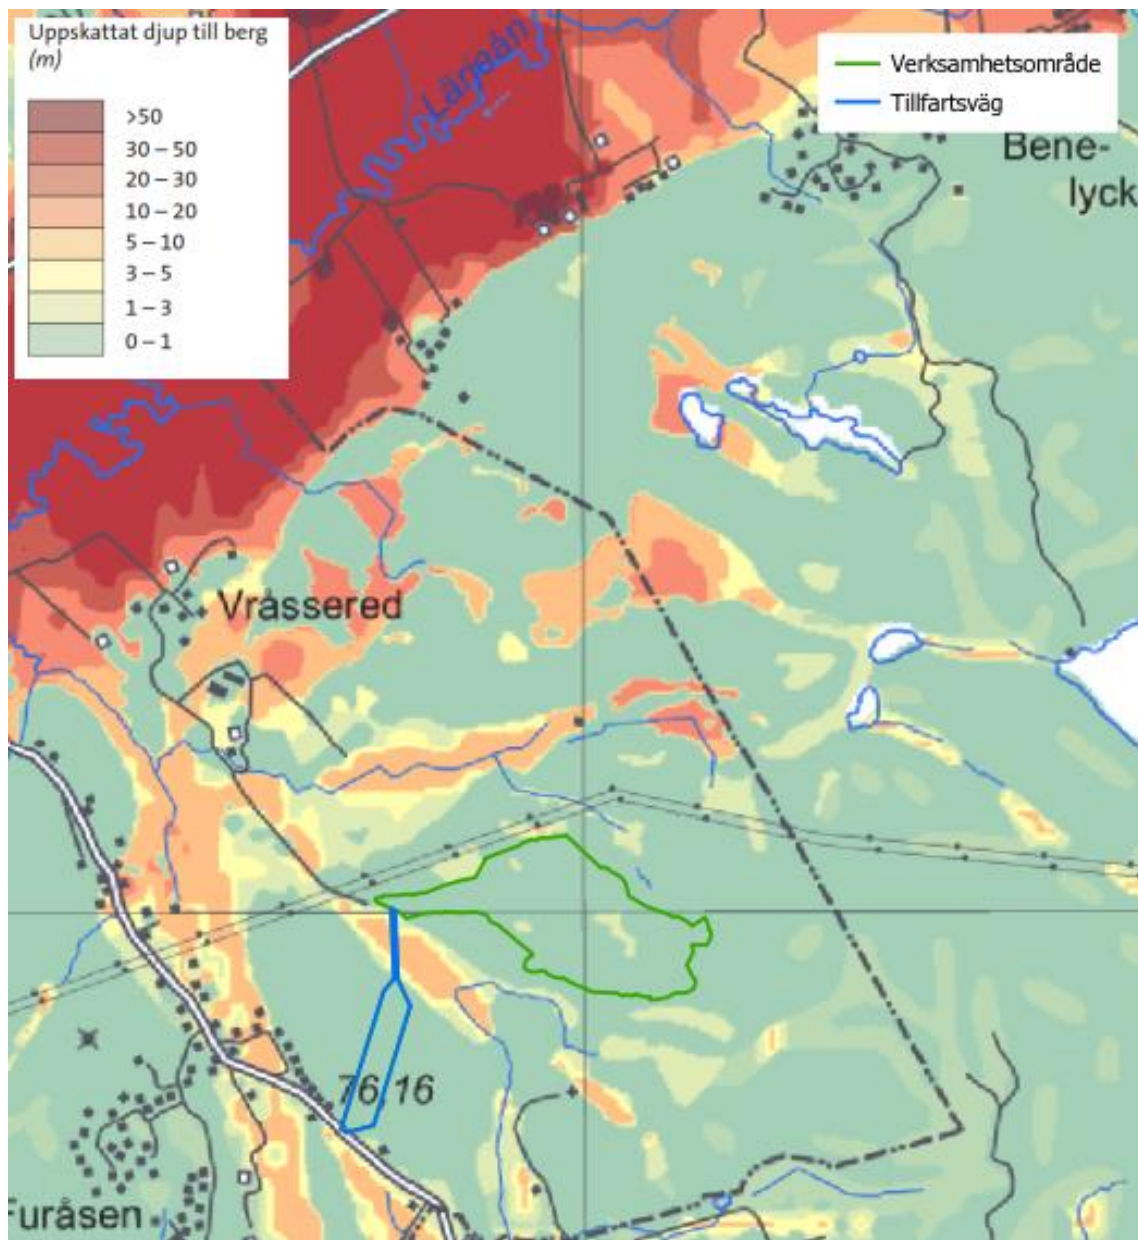 Uppskattat djup till berg
(m)
>50
30 – 50
20 – 30
10 – 20
5 – 10
3 – 5
1 – 3
0 – 1
Verksamhetsområde
Tillfartsväg
Bene-
lyck
Vråssered
76,16
Furåsen